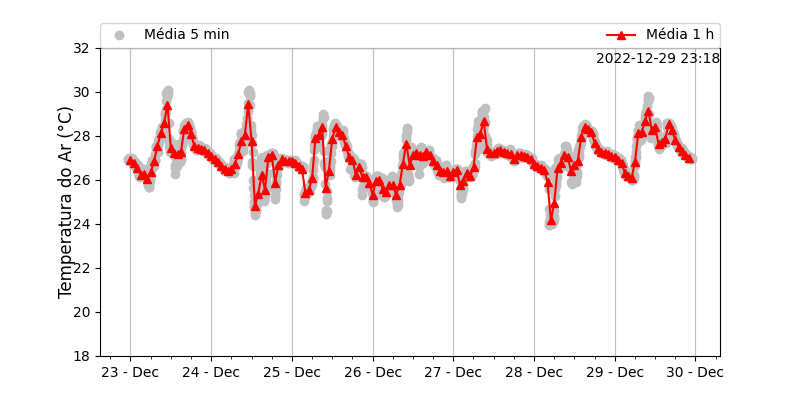 Média 5 min
Média 1 h
2022-12-29 23:18
Temperatura do Ar (°C)
32
30
28
26
24
22
20
18
23 - Dec
24 - Dec
25 - Dec
26 - Dec
27 - Dec
28 - Dec
29 - Dec
30 - Dec